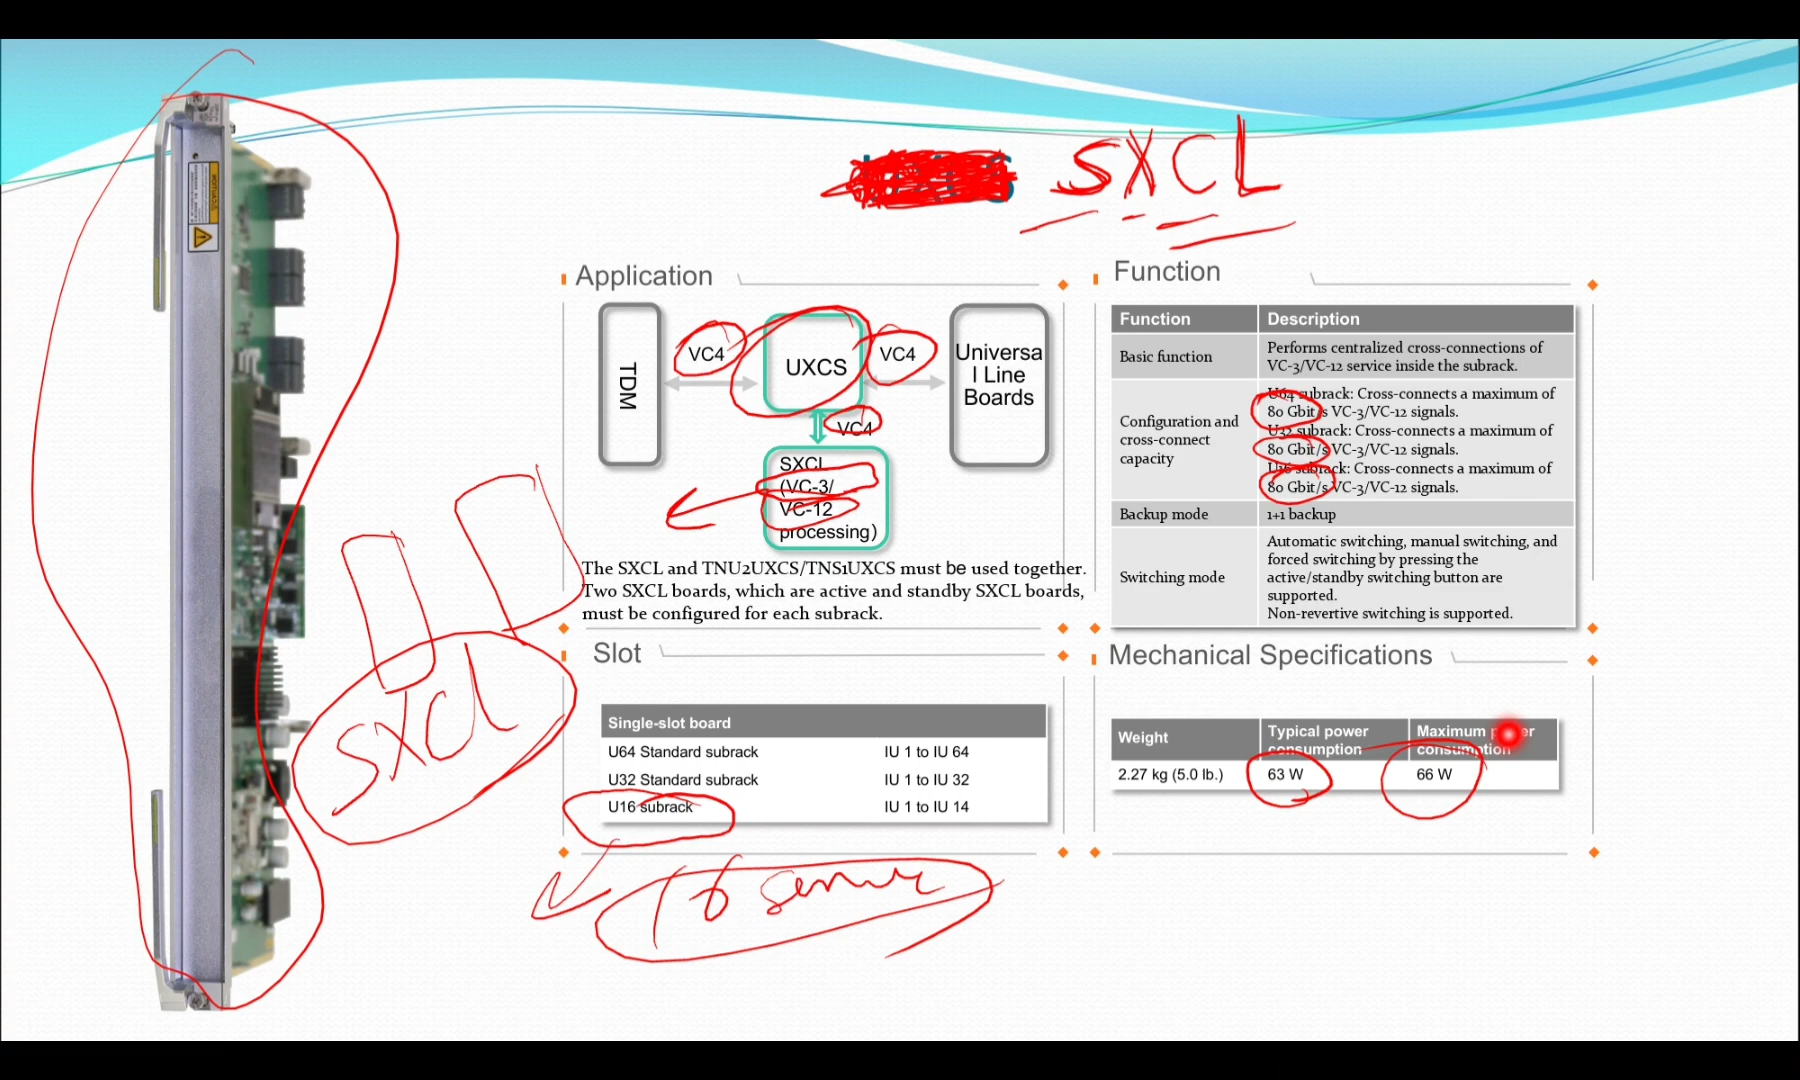 SXCL
Application
TDM
VC4
UXCS
VC4
Universa
l Line
Boards
VC4
SXCL
(VC-3/
VC-12
processing)
The SXCL and TNU2UXCS/TNS1UXCS must be used together.
Two SXCL boards, which are active and standby SXCL boards,
must be configured for each subrack.
Function
Function Description
Basic function
Performs centralized cross-connections of
VC-3/VC-12 service inside the subrack.
Configuration and
cross-connect
capacity
U64 subrack: Cross-connects a maximum of
80 Gbit/s VC-3/VC-12 signals.
U32 subrack: Cross-connects a maximum of
80 Gbit/s VC-3/VC-12 signals.
U16 subrack: Cross-connects a maximum of
80 Gbit/s VC-3/VC-12 signals.
Backup mode 1+1 backup
Switching mode
Automatic switching, manual switching, and
forced switching by pressing the
active/standby switching button are
supported.
Non-revertive switching is supported.
sxcl
Slot
Single-slot board
U64 Standard subrack IU 1 to IU 64
U32 Standard subrack IU 1 to IU 32
U16 subrack IU 1 to IU 14
16
Mechanical Specifications
Weight
Typical power
consumption
Maximum power
consumption
2.27 kg (5.0 lb.) 63 W 66 W